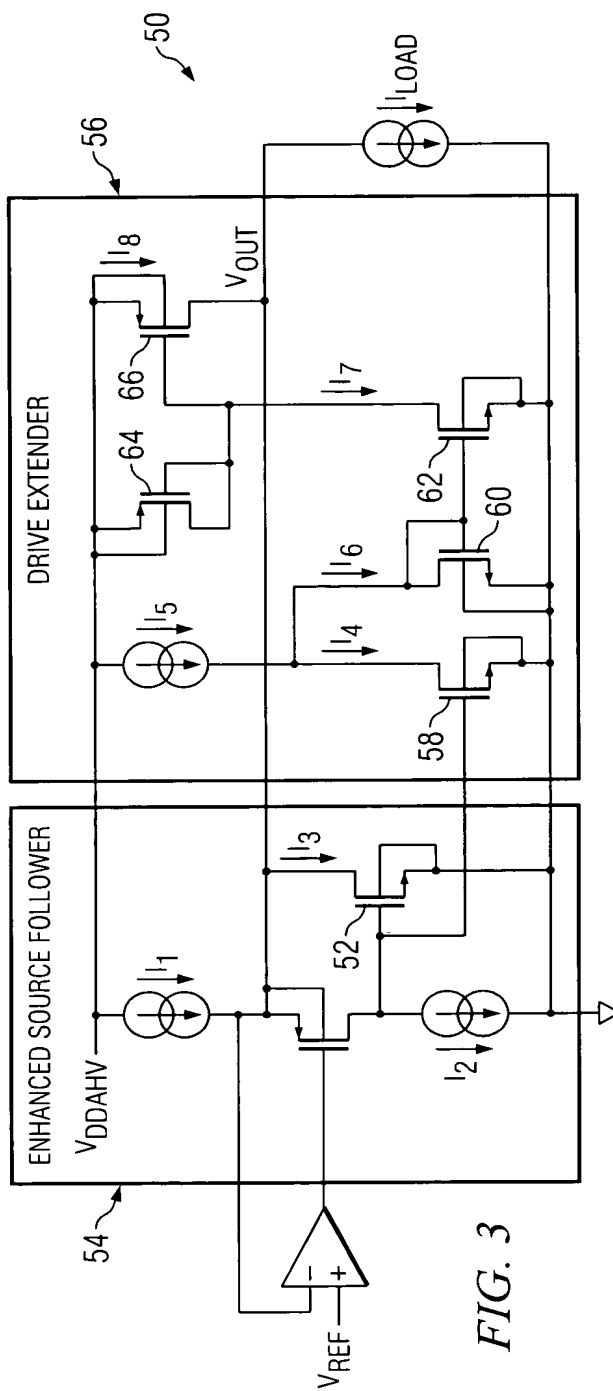 50
54
ENHANCED SOURCE FOLLOWER
56
DRIVE EXTENDER
VDDAHV
I1
I5
64
66
I8
VOUT
ILOAD
I3
52
I2
I4
I6
I7
58
60
62
VREF
-
+
FIG. 3